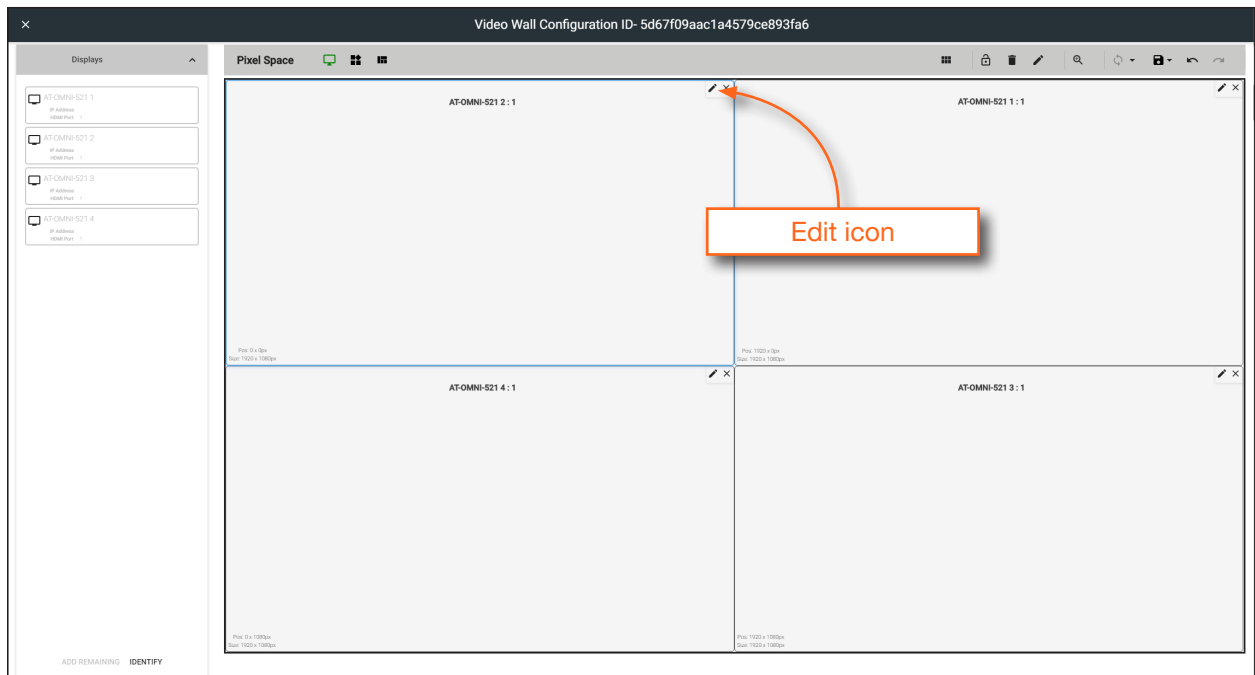 Video Wall Configuration ID- 5d67f09aac1a4579ce893fa6
Displays
Pixel Space
AT-OMNI-521 1
IP Address
HDMI Port 1
AT-OMNI-521 2
IP Address
HDMI Port 1
AT-OMNI-521 3
IP Address
HDMI Port 1
AT-OMNI-521 4
IP Address
HDMI Port 1
ADD REMAINING IDENTIFY
AT-OMNI-521 2 : 1
Pos: 0 x 0px
Size: 1920 x 1080px
AT-OMNI-521 1 : 1
Edit icon
Pos: 1920 x 0px
Size: 1920 x 1080px
AT-OMNI-521 4 : 1
Pos: 0 x 1080px
Size: 1920 x 1080px
AT-OMNI-521 3 : 1
Pos: 1920 x 1080px
Size: 1920 x 1080px